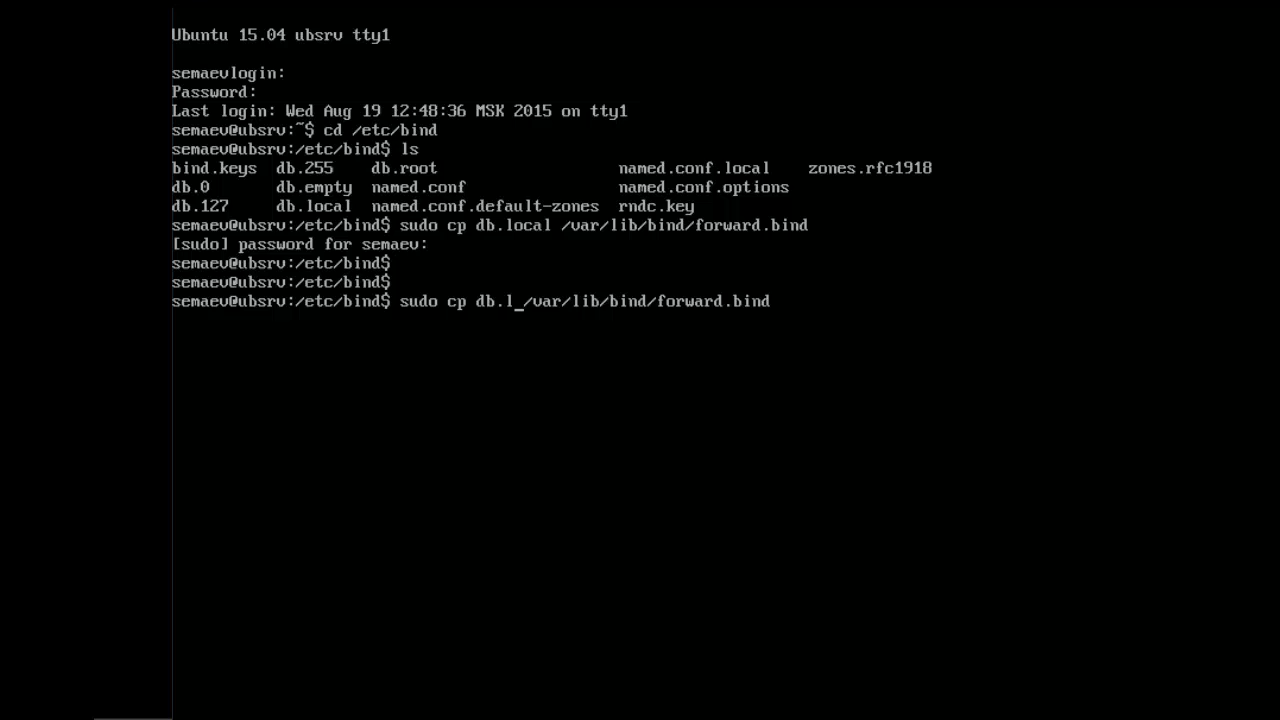 Ubuntu 15.04 ubsrv tty1
semaevlogin:
Password:
Last login: Wed Aug 19 12:48:36 MSK 2015 on tty1
semaev@ubsrv:~$ cd /etc/bind
semaev@ubsrv:/etc/bind$ ls
bind.keys  db.255    db.root                   named.conf.local    zones.rfc1918
db.0       db.empty  named.conf                named.conf.options
db.127     db.local  named.conf.default-zones  rndc.key
semaev@ubsrv:/etc/bind$ sudo cp db.local /var/lib/bind/forward.bind
[sudo] password for semaev:
semaev@ubsrv:/etc/bind$
semaev@ubsrv:/etc/bind$
semaev@ubsrv:/etc/bind$ sudo cp db.l_/var/lib/bind/forward.bind